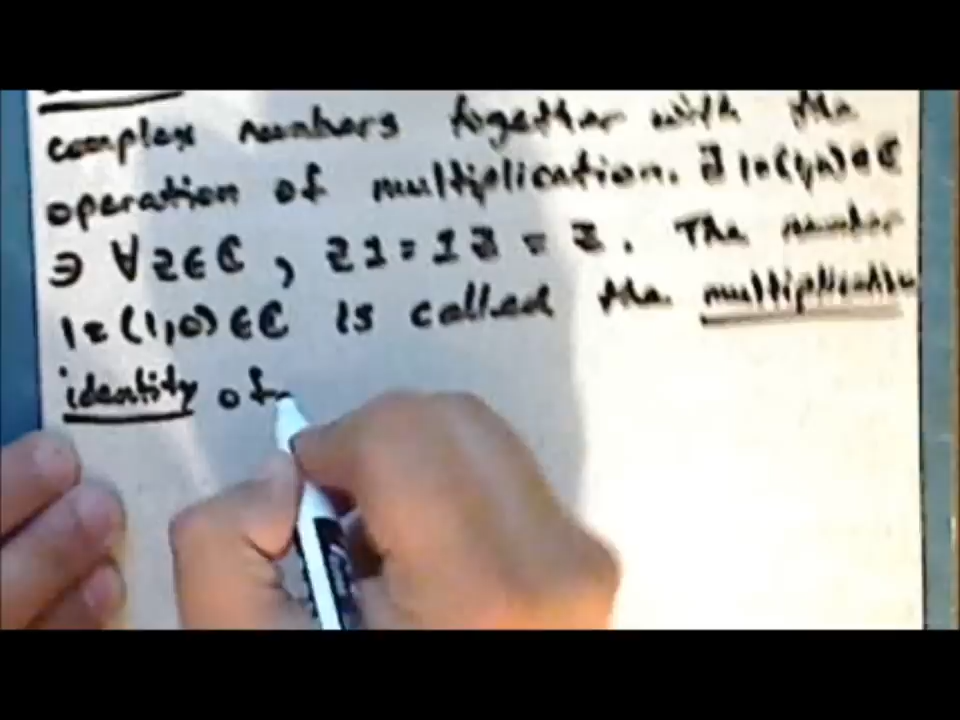 complex numbers together with the
operation of multiplication. ∃ 1=(1,0)∈ℂ
∋ ∀z∈ℂ, z1=1z=z. The number
1=(1,0)∈ℂ is called the multiplicative
identity of